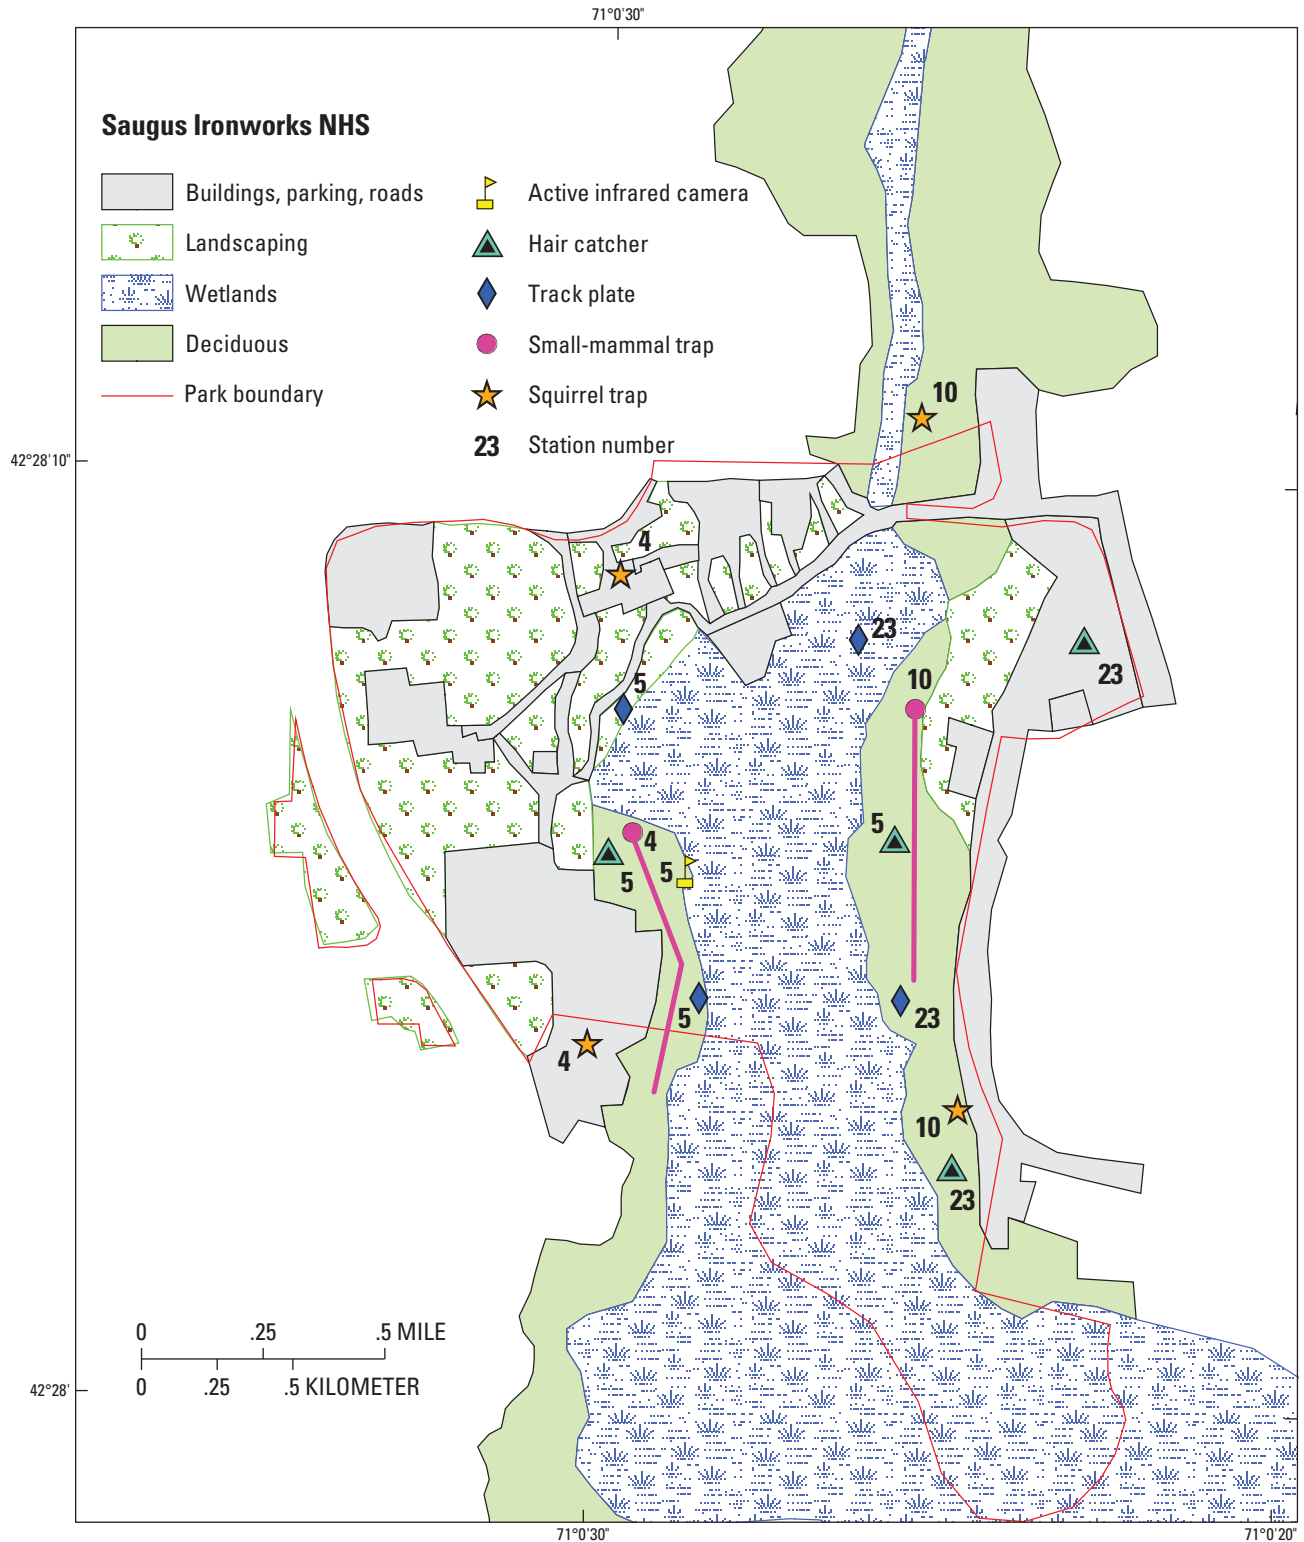 71°0'30"
Saugus Ironworks NHS
Buildings, parking, roads
Landscaping
Wetlands
Deciduous
Park boundary
Active infrared camera
Hair catcher
Track plate
Small-mammal trap
Squirrel trap
23 Station number
10
42°28'10"
4
23
23
10
5
5
4
5
5
5
23
4
10
23
0 .25 .5 MILE
0 .25 .5 KILOMETER
42°28'
71°0'30"
71°0'20"